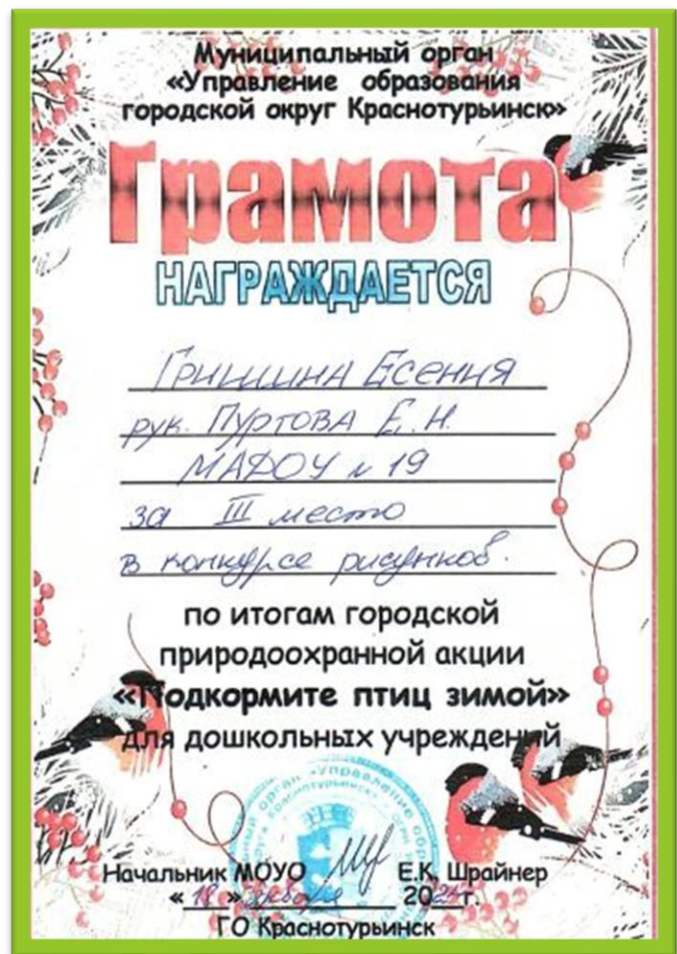 Муниципальный орган
«Управление образования
городской округ Краснотурьинск»
Грамота
НАГРАЖДАЕТСЯ
Гришина Есения
рук. Пуртова Е.Н.
МАДОУ № 19
за III место
в конкурсе рисунков.
по итогам городской
природоохранной акции
«Подкормите птиц зимой»
для дошкольных учреждений
Начальник МОУО Е.К. Шрайнер
«18» февраля 2021г.
ГО Краснотурьинск